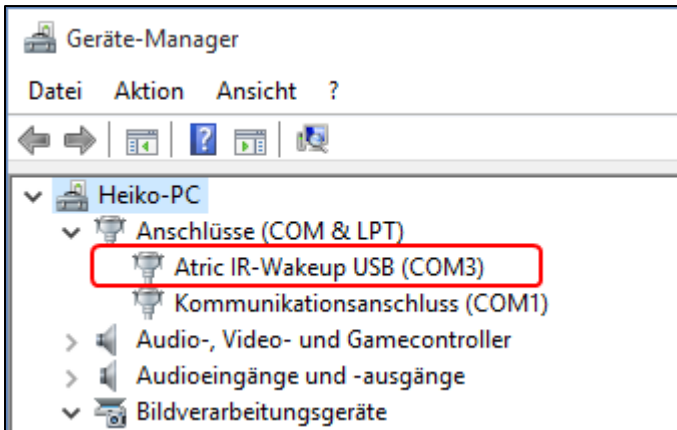 Geräte-Manager
Datei Aktion Ansicht ?
Heiko-PC
Anschlüsse (COM & LPT)
Atric IR-Wakeup USB (COM3)
Kommunikationsanschluss (COM1)
Audio-, Video- und Gamecontroller
Audioeingänge und -ausgänge
Bildverarbeitungsgeräte